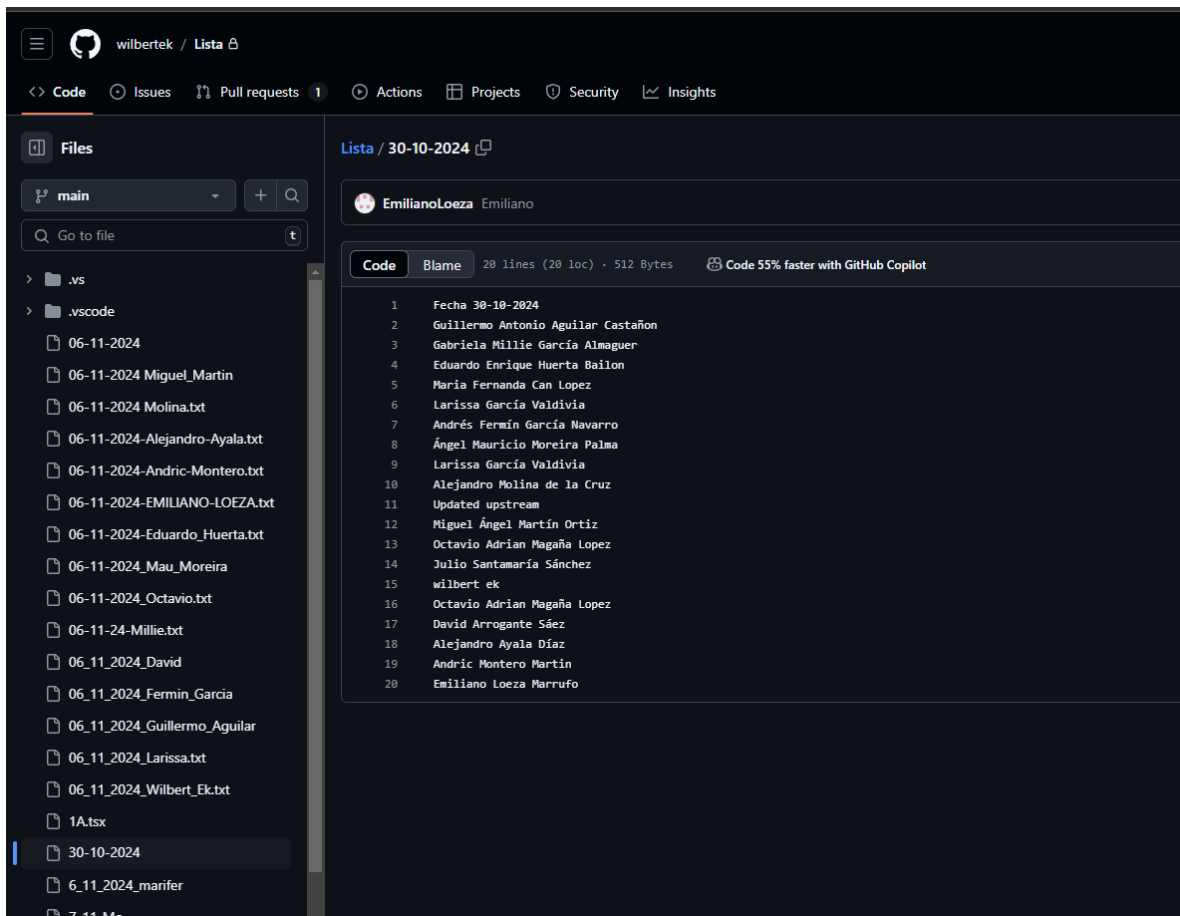 wilbertek / Lista
Code Issues Pull requests 1 Actions Projects Security Insights
Files
main
Go to file t
.vs
.vscode
06-11-2024
06-11-2024 Miguel_Martin
06-11-2024 Molina.txt
06-11-2024-Alejandro-Ayala.txt
06-11-2024-Andric-Montero.txt
06-11-2024-EMILIANO-LOEZA.txt
06-11-2024-Eduardo_Huerta.txt
06-11-2024_Mau_Moreira
06-11-2024_Octavio.txt
06-11-24-Millie.txt
06_11_2024_David
06_11_2024_Fermin_Garcia
06_11_2024_Guillermo_Aguilar
06_11_2024_Larissa.txt
06_11_2024_Wilbert_Ek.txt
1A.tsx
30-10-2024
6_11_2024_marifer
Lista / 30-10-2024
EmilianoLoeza Emiliano
Code Blame 20 lines (20 loc) · 512 Bytes Code 55% faster with GitHub Copilot
1 Fecha 30-10-2024
2 Guillermo Antonio Aguilar Castañon
3 Gabriela Millie García Almaguer
4 Eduardo Enrique Huerta Bailon
5 Maria Fernanda Can Lopez
6 Larissa García Valdivia
7 Andrés Fermín García Navarro
8 Ángel Mauricio Moreira Palma
9 Larissa García Valdivia
10 Alejandro Molina de la Cruz
11 Updated upstream
12 Miguel Ángel Martín Ortiz
13 Octavio Adrian Magaña Lopez
14 Julio Santamaría Sánchez
15 wilbert ek
16 Octavio Adrian Magaña Lopez
17 David Arrogante Sáez
18 Alejandro Ayala Díaz
19 Andric Montero Martin
20 Emiliano Loeza Marrufo